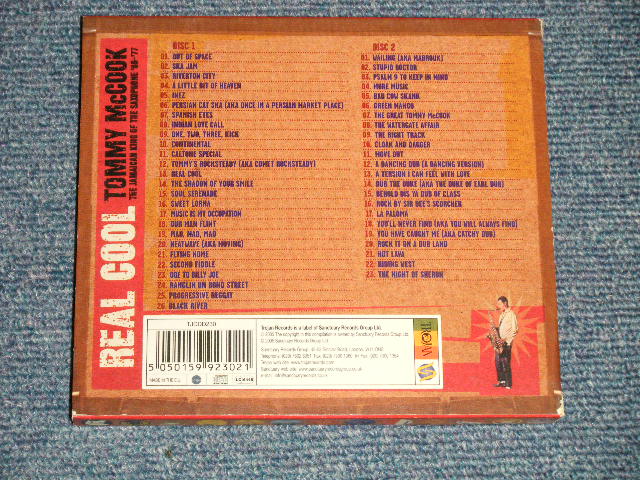 REAL COOL
TOMMY McCOOK
THE JAMAICAN KING OF THE SAXOPHONE '66-'77
DISC 1
01. OUT OF SPACE
02. SKA JAM
03. RIVERTON CITY
04. A LITTLE BIT OF HEAVEN
05. INEZ
06. PERSIAN CAT SKA (AKA ONCE IN A PERSIAN MARKET PLACE)
07. SPANISH EYES
08. INDIAN LOVE CALL
09. ONE, TWO, THREE, KICK
10. CONTINENTAL
11. CALTONE SPECIAL
12. TOMMY'S ROCKSTEADY (AKA COMET ROCKSTEADY)
13. REAL COOL
14. THE SHADOW OF YOUR SMILE
15. SOUL SERENADE
16. SWEET LORNA
17. MUSIC IS MY OCCUPATION
18. OUR MAN FLINT
19. MAD, MAD, MAD
20. HEATWAVE (AKA MOVING)
21. FLYING HOME
22. SECOND FIDDLE
23. ODE TO BILLY JOE
24. RANGLIN ON BOND STREET
25. PROGRESSIVE REGGAY
26. BLACK RIVER
DISC 2
01. WAILING (AKA MABROUK)
02. STUPID DOCTOR
03. PSALM 9 TO KEEP IN MIND
04. MORE MUSIC
05. BAD COW SKANK
06. GREEN MANGO
07. THE GREAT TOMMY McCOOK
08. THE WATERGATE AFFAIR
09. THE RIGHT TRACK
10. CLOAK AND DAGGER
11. MOVE OUT
12. A DANCING DUB (A DANCING VERSION)
13. A VERSION I CAN FEEL WITH LOVE
14. DUB THE DUKE (AKA THE DUKE OF EARL DUB)
15. BEHOLD DIS YA DUB OF CLASS
16. ROCK BY SIR DEE'S SCORCHER
17. LA PALOMA
18. YOU'LL NEVER FIND (AKA YOU WILL ALWAYS FIND)
19. YOU HAVE CAUGHT ME (AKA CATCHY DUB)
20. ROCK IT ON A DUB LAND
21. HOT LAVA
22. RIDING WEST
23. THE NIGHT OF SHERON
TJDDD230
5 050159 923021 >
MADE IN THE E.U.
Trojan Records is a label of Sanctuary Records Group Ltd.
TROJAN